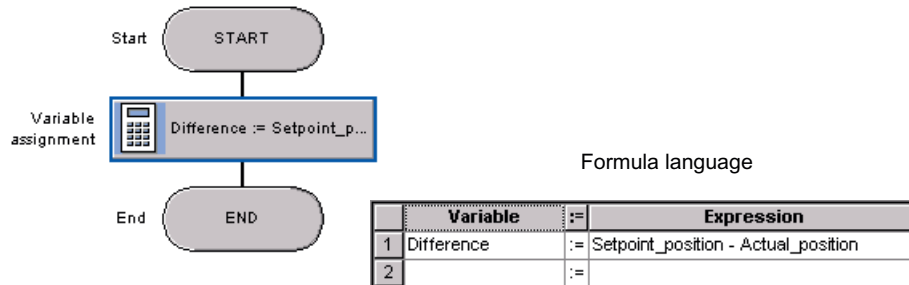 Start
START
Variable
assignment
Difference := Setpoint_p...
End
END
Formula language
Variable := Expression
1 Difference := Setpoint_position - Actual_position
2 :=